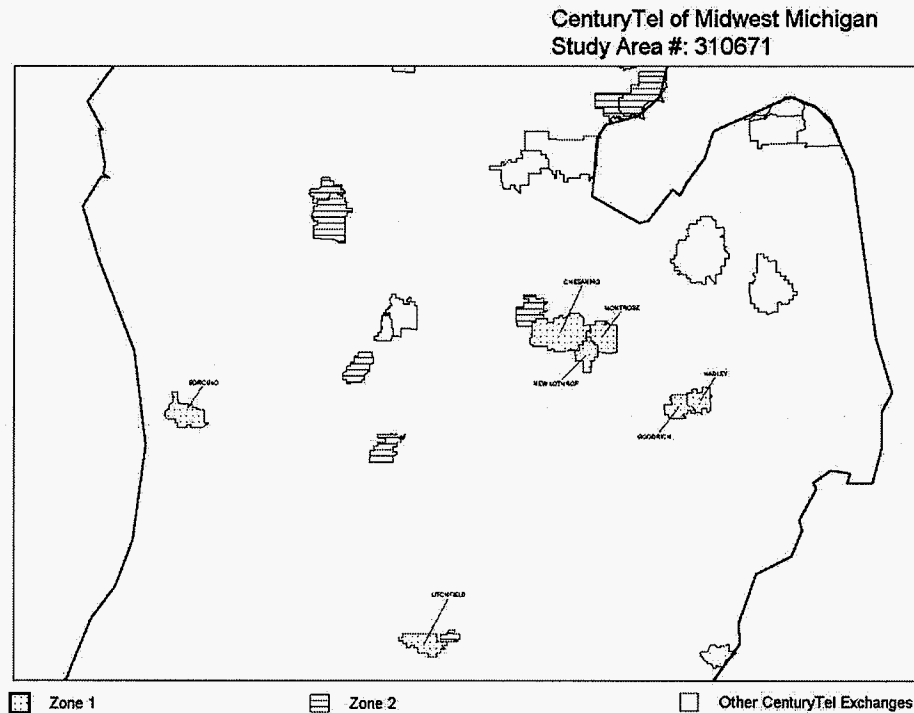 CenturyTel of Midwest Michigan
Study Area #: 310671
CHESANING
MONTROSE
NEW LOTHROP
BORCULO
HADLEY
GOODRICH
LITCHFIELD
Zone 1
Zone 2
Other CenturyTel Exchanges